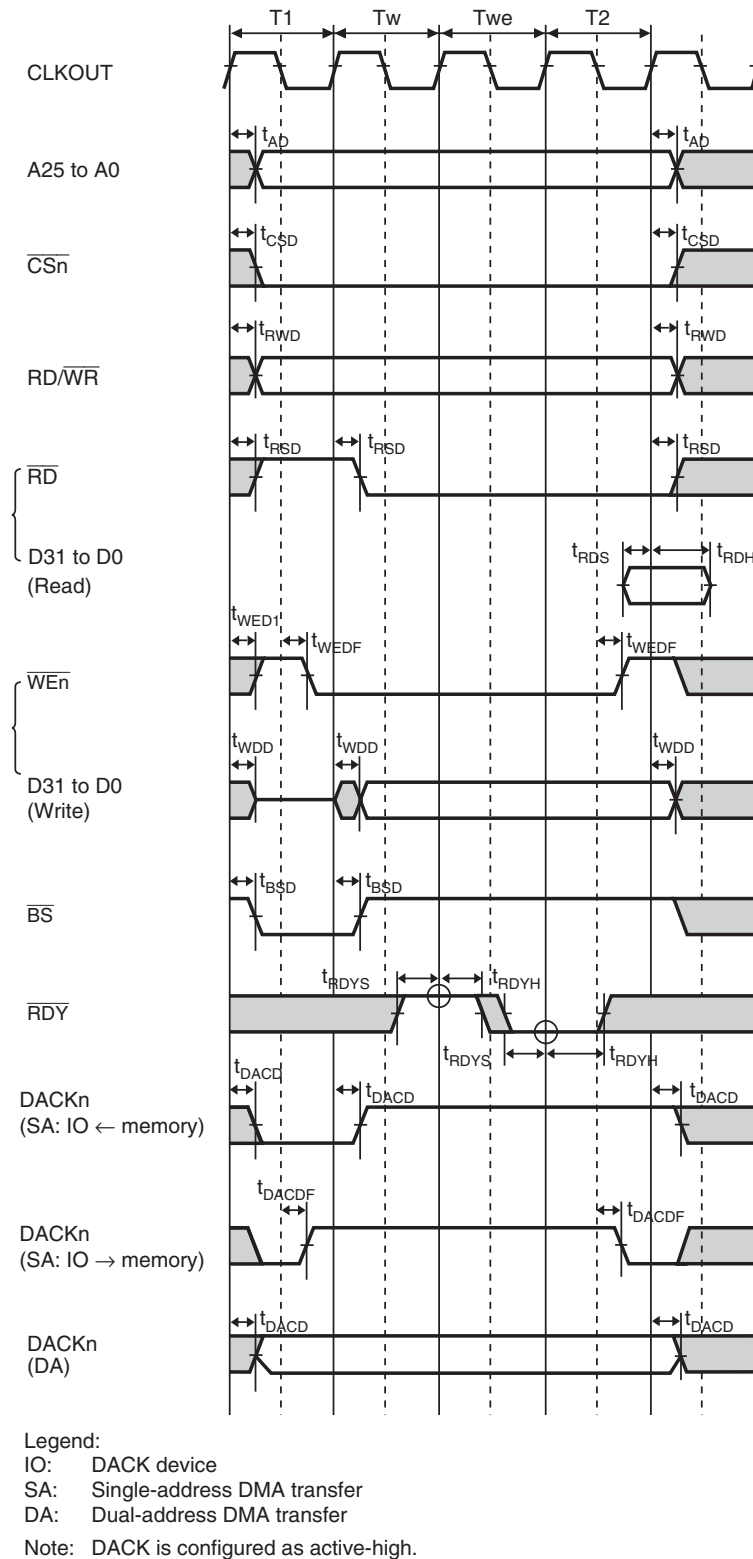 T1 Tw Twe T2
CLKOUT
tAD tAD
A25 to A0
tCSD tCSD
CSn
tRWD tRWD
RD/WR
tRSD tRSD tRSD
RD
tRDS tRDH
D31 to D0
(Read)
tWED1 tWEDF tWEDF
WEn
tWDD tWDD tWDD
D31 to D0
(Write)
tBSD tBSD
BS
tRDYS tRDYH
RDY
tRDYS tRDYH
tDACD tDACD tDACD
DACKn
(SA: IO ← memory)
tDACDF tDACDF
DACKn
(SA: IO → memory)
tDACD tDACD
DACKn
(DA)
Legend:
IO: DACK device
SA: Single-address DMA transfer
DA: Dual-address DMA transfer
Note: DACK is configured as active-high.